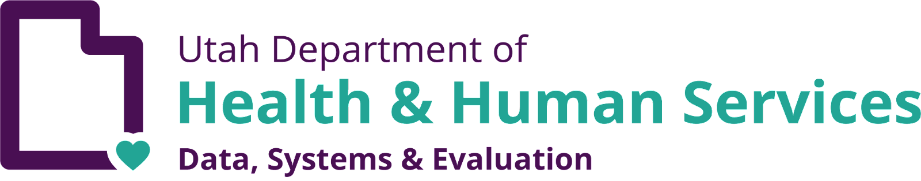 Utah Department of
Health & Human Services
Data, Systems & Evaluation